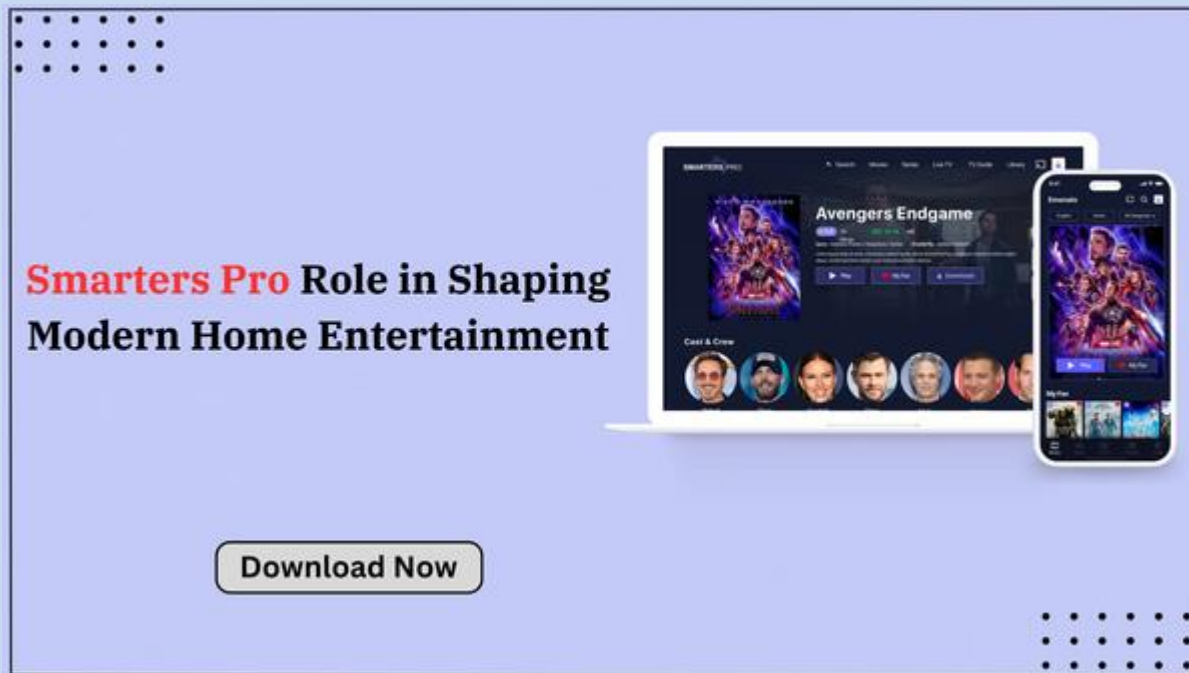 Smarters Pro Role in Shaping
Modern Home Entertainment
Download Now
SMARTERS PRO
Search Movies Series Live TV TV Guide Library
Avengers Endgame
Play My Fav Download
Cast & Crew
Play My Fav
My Fav